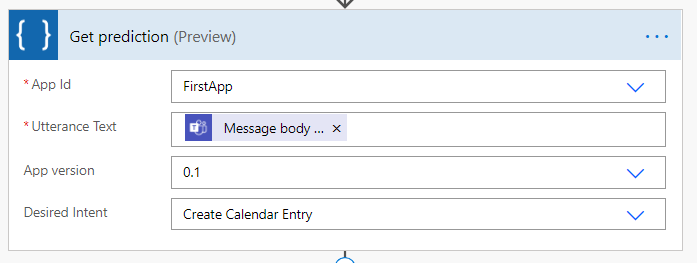 Get prediction (Preview)
* App Id
FirstApp
* Utterance Text
Message body ...
App version
0.1
Desired Intent
Create Calendar Entry